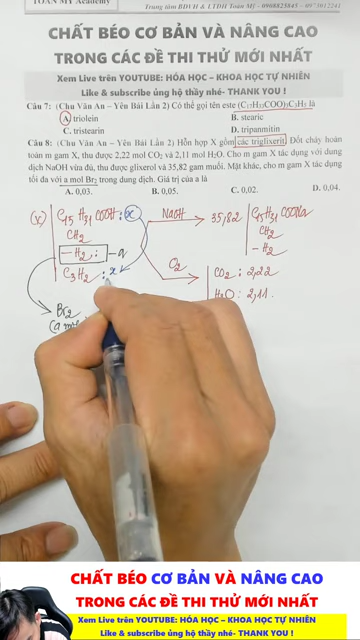 TOÁN MỸ Academy
Trung tâm BDVH & LTĐH Toán Mỹ – 0908825845 – 0973012241
CHẤT BÉO CƠ BẢN VÀ NÂNG CAO
TRONG CÁC ĐỀ THI THỬ MỚI NHẤT
Xem Live trên YOUTUBE: HÓA HỌC – KHOA HỌC TỰ NHIÊN
Like & subscribe ủng hộ thầy nhé- THANK YOU !
Câu 7: (Chu Văn An – Yên Bái Lần 2) Có thể gọi tên este (C17H33COO)3C3H5 là
A. triolein B. stearic
C. tristearin D. tripanmitin
Câu 8: (Chu Văn An – Yên Bái Lần 2) Hỗn hợp X gồm các triglixerit. Đốt cháy hoàn
toàn m gam X, thu được 2,22 mol CO2 và 2,11 mol H2O. Cho m gam X tác dụng với dung
dịch NaOH vừa đủ, thu được glixerol và 35,82 gam muối. Mặt khác, cho m gam X tác dụng
tối đa với a mol Br2 trong dung dịch. Giá trị của a là
A. 0,03. B. 0,05. C. 0,02. D. 0,04.
(X) C15H31COOH : 3x NaOH 35,82 C15H31COONa
CH2 CH2
– H2 : – a – H2
C3H2 : x O2 CO2 : 2,22
H2O : 2,11.
Br2
(a mol)
CHẤT BÉO CƠ BẢN VÀ NÂNG CAO
TRONG CÁC ĐỀ THI THỬ MỚI NHẤT
Xem Live trên YOUTUBE: HÓA HỌC – KHOA HỌC TỰ NHIÊN
Like & subscribe ủng hộ thầy nhé- THANK YOU !